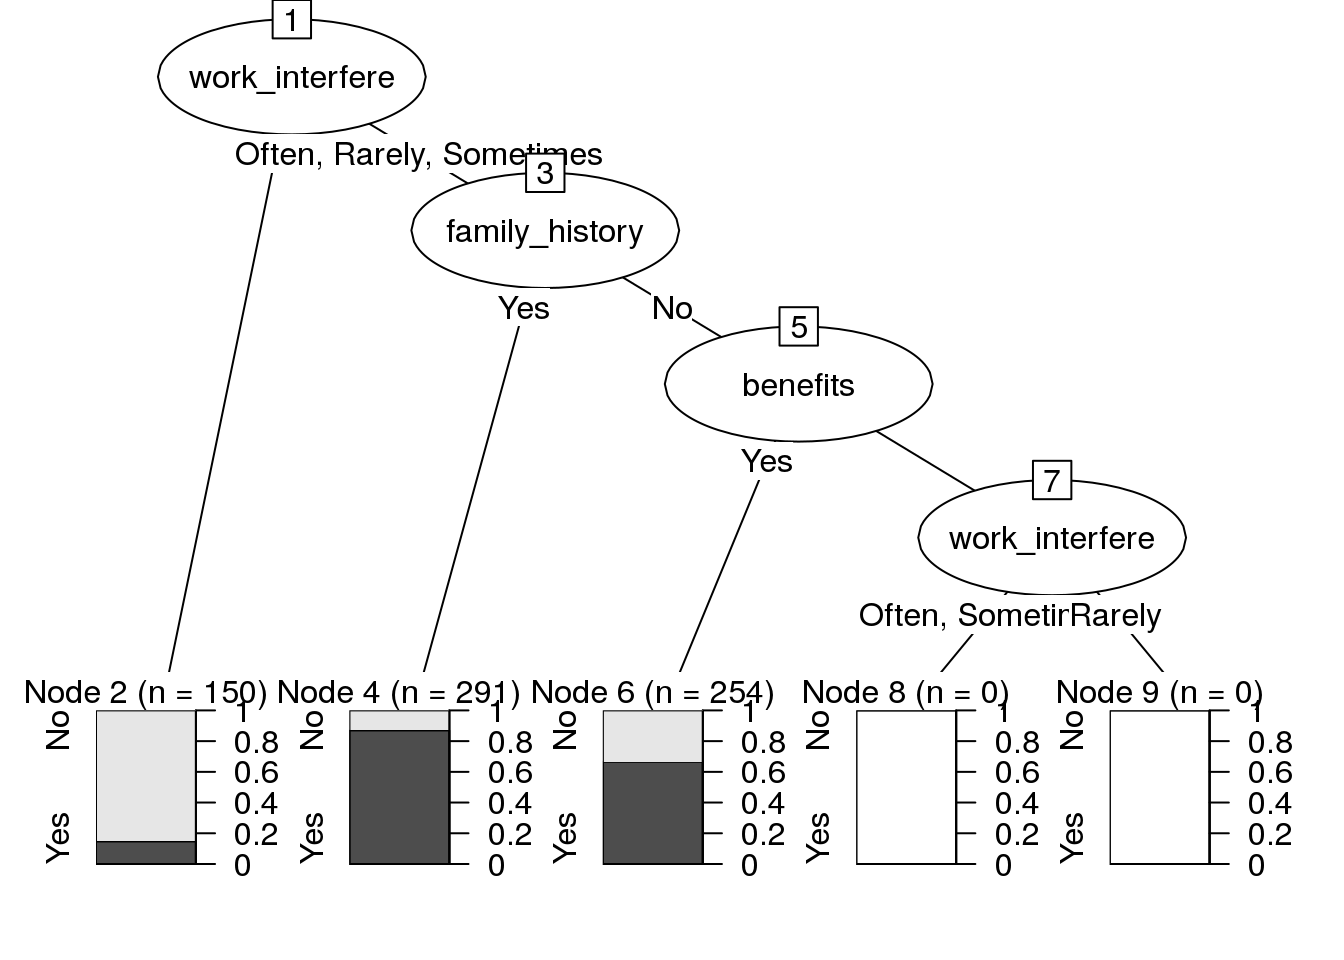 1
work_interfere
Often, Rarely, Sometimes
3
family_history
Yes
No
5
benefits
Yes
7
work_interfere
Often, Sometir
Rarely
Node 2 (n = 150)
Node 4 (n = 291)
Node 6 (n = 254)
Node 8 (n = 0)
Node 9 (n = 0)
No
Yes
1
0.8
0.6
0.4
0.2
0
No
Yes
1
0.8
0.6
0.4
0.2
0
No
Yes
1
0.8
0.6
0.4
0.2
0
No
Yes
1
0.8
0.6
0.4
0.2
0
No
Yes
1
0.8
0.6
0.4
0.2
0